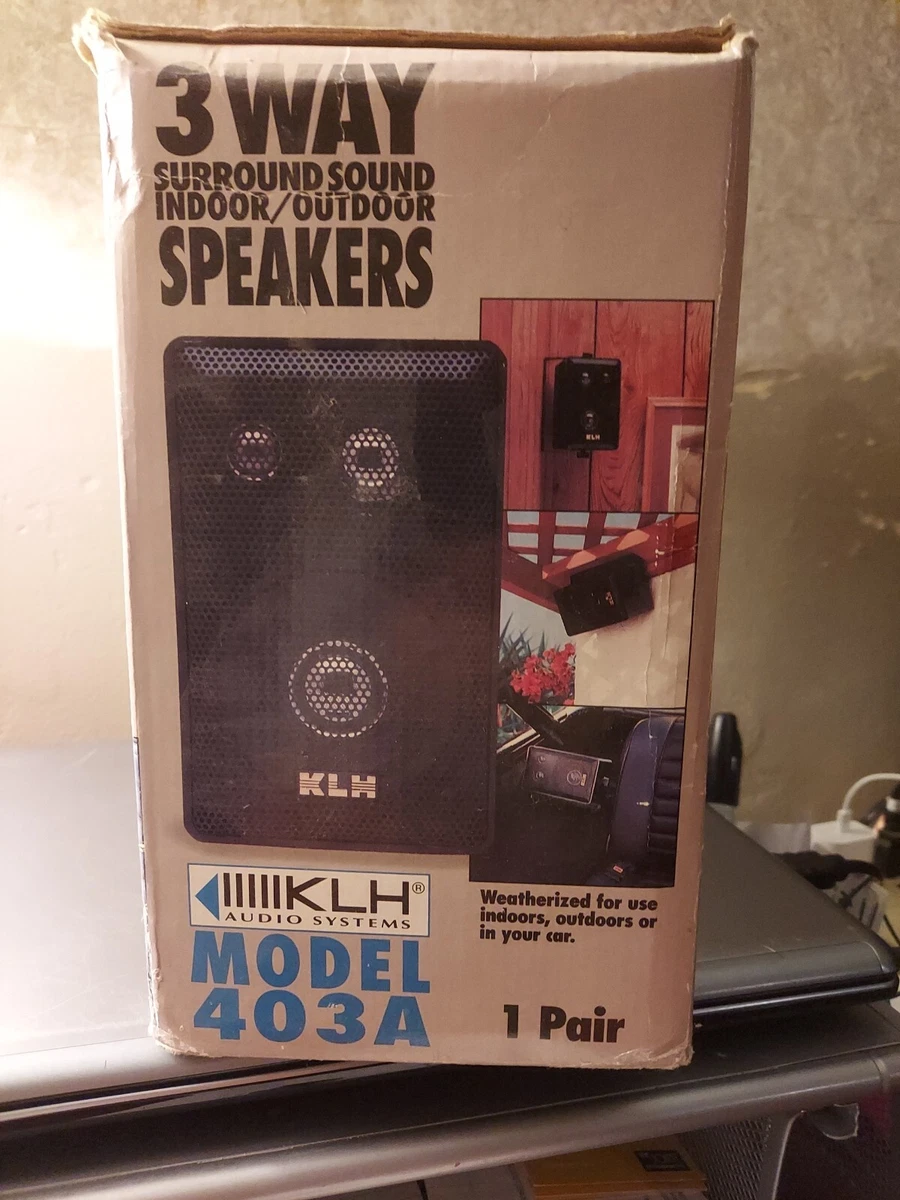 3 WAY
SURROUND SOUND
INDOOR/OUTDOOR
SPEAKERS
KLH
KLH
KLH®
AUDIO SYSTEMS
MODEL
403A
Weatherized for use
indoors, outdoors or
in your car.
1 Pair